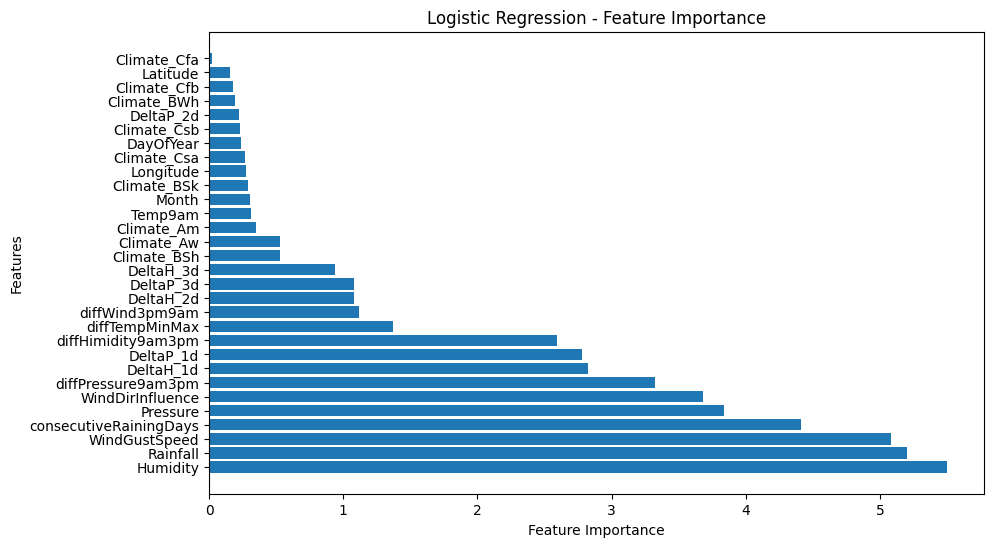 Logistic Regression - Feature Importance
Climate_Cfa
Latitude
Climate_Cfb
Climate_BWh
DeltaP_2d
Climate_Csb
DayOfYear
Climate_Csa
Longitude
Climate_BSk
Month
Temp9am
Climate_Am
Climate_Aw
Climate_BSh
DeltaH_3d
DeltaP_3d
DeltaH_2d
diffWind3pm9am
diffTempMinMax
diffHimidity9am3pm
DeltaP_1d
DeltaH_1d
diffPressure9am3pm
WindDirInfluence
Pressure
consecutiveRainingDays
WindGustSpeed
Rainfall
Humidity
Features
0 1 2 3 4 5
Feature Importance